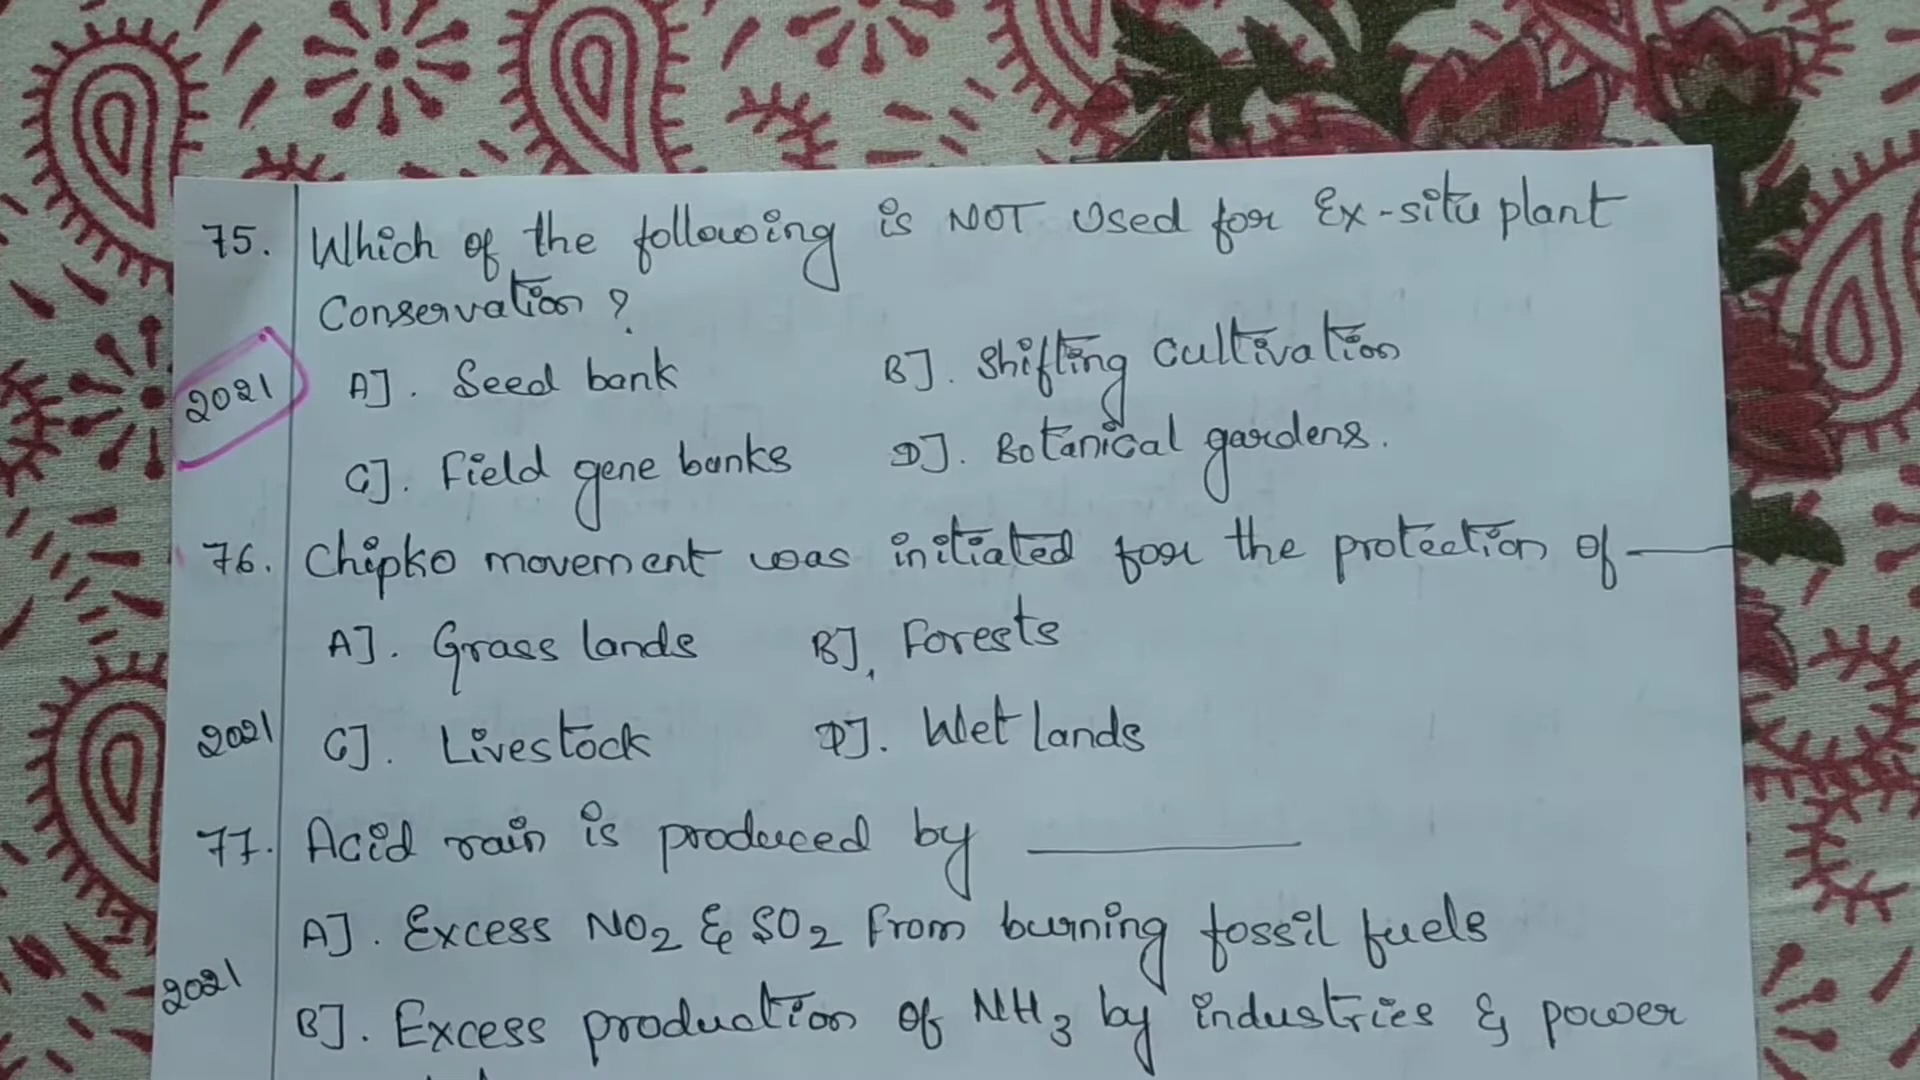 75. Which of the following is NOT Used for Ex-situ plant
Conservation ?
2021
A]. Seed bank B]. Shifting Cultivation
C]. Field gene banks D]. Botanical gardens.
76. Chipko movement was initiated for the protection of
A]. Grass lands B]. Forests
2021 C]. Livestock D]. Wet lands
77. Acid rain is produced by
A]. Excess NO2 & SO2 From burning fossil fuels
2021
B]. Excess production of NH3 by industries & power